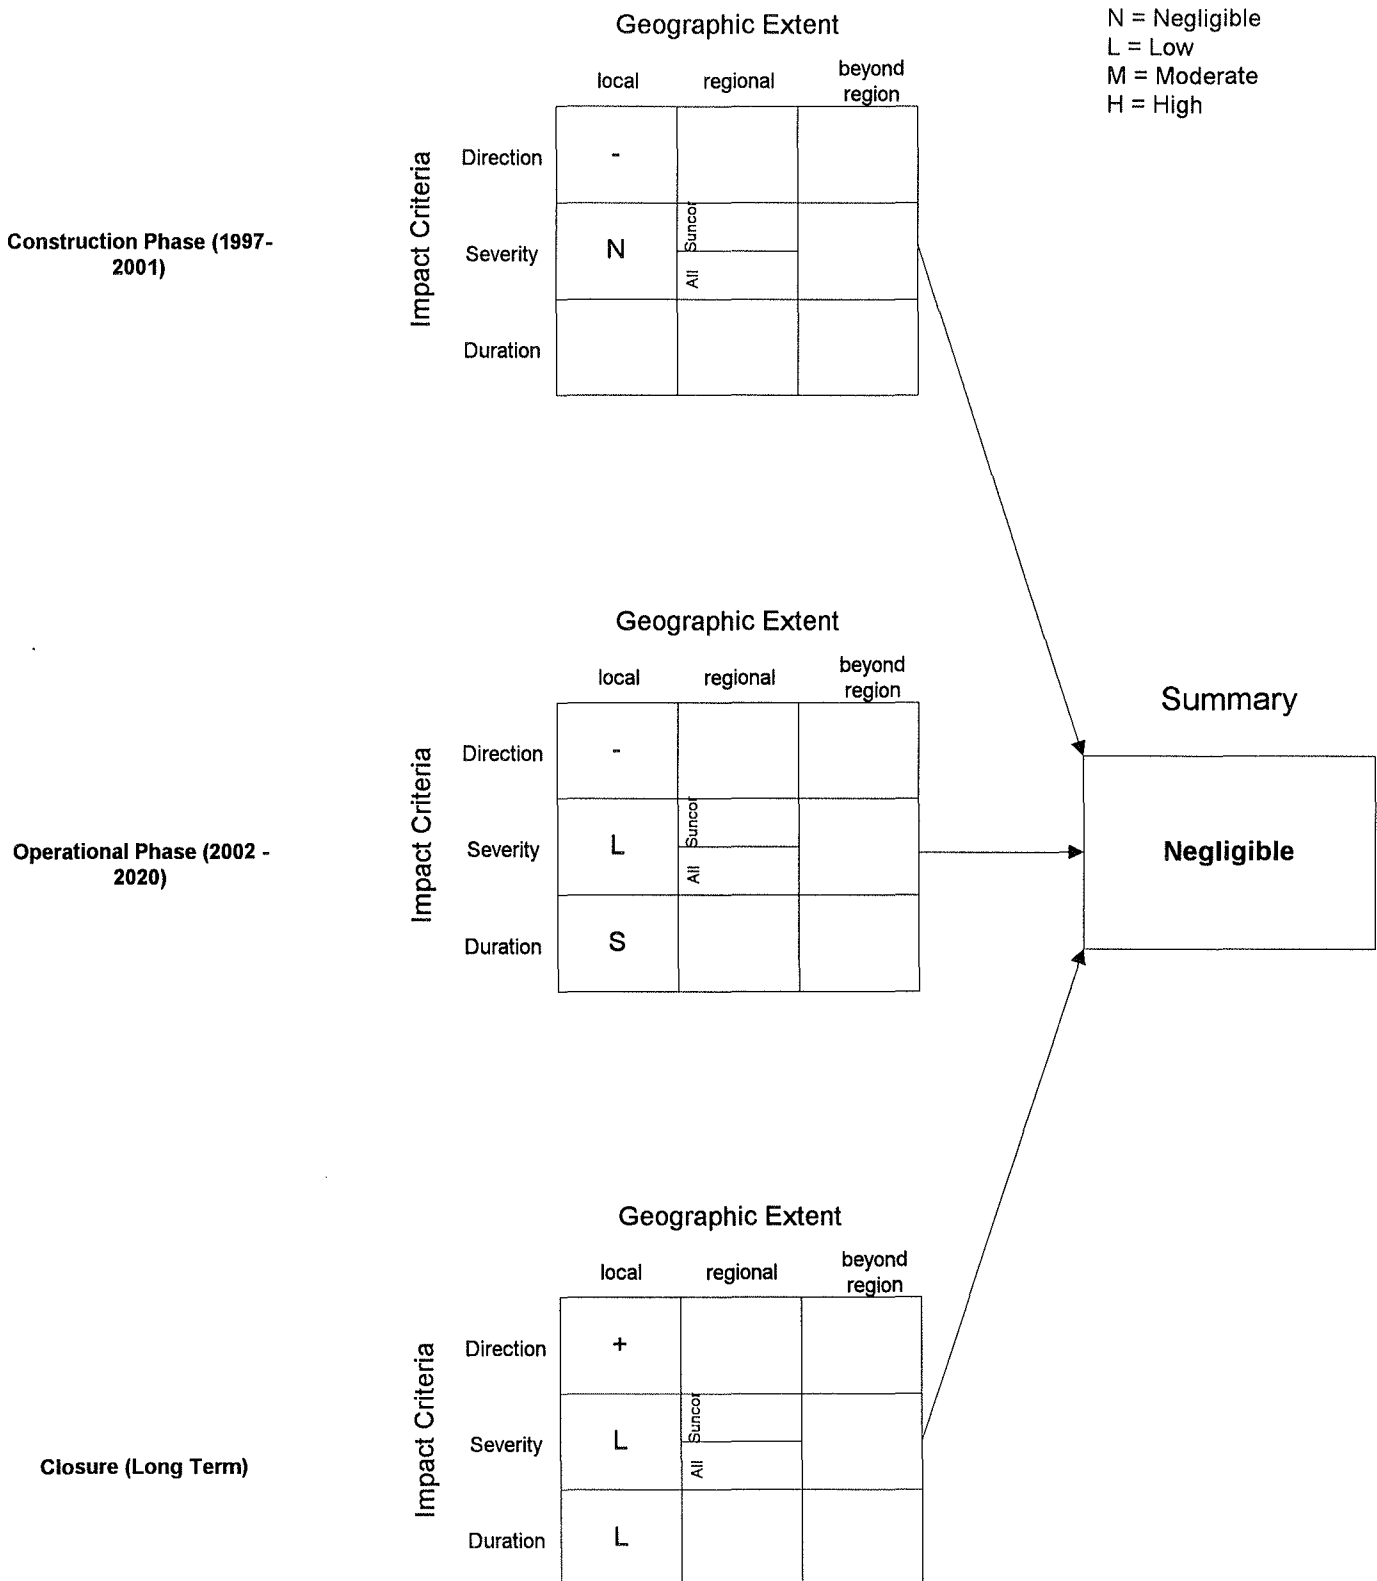 N = Negligible
L = Low
M = Moderate
H = High
Geographic Extent
local regional beyond
region
Construction Phase (1997-
2001)
Impact Criteria
Direction -
Severity N Suncor
All
Duration
Geographic Extent
local regional beyond
region
Operational Phase (2002 -
2020)
Impact Criteria
Direction -
Severity L Suncor
All
Duration S
Summary
Negligible
Geographic Extent
local regional beyond
region
Closure (Long Term)
Impact Criteria
Direction +
Severity L Suncor
All
Duration L